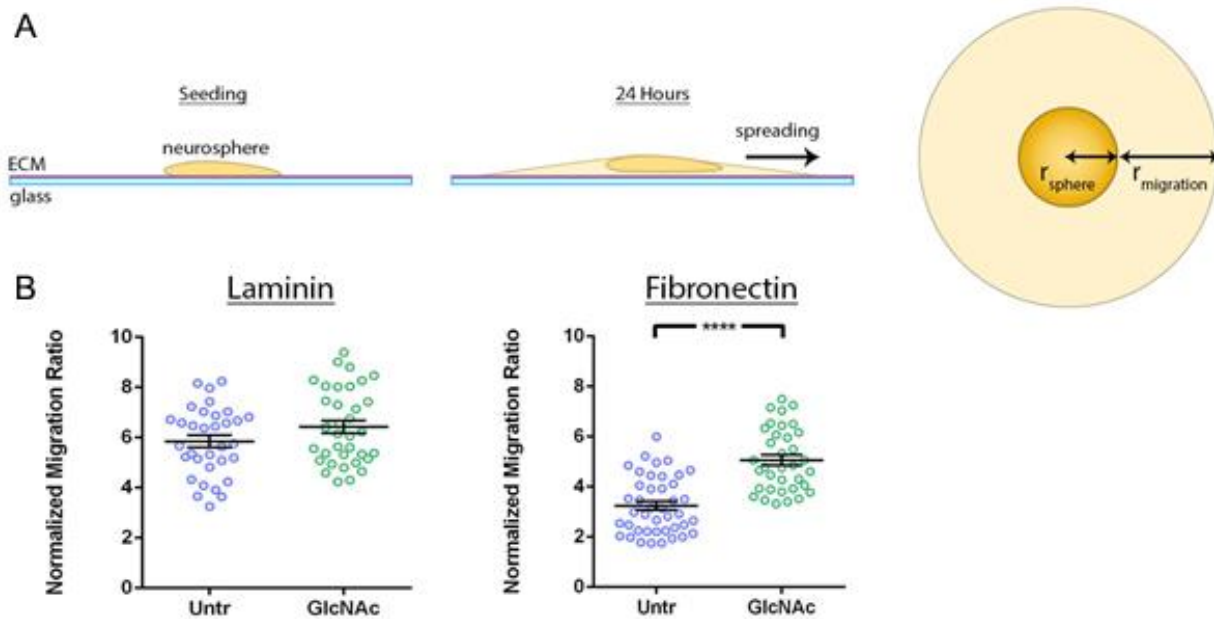 A
Seeding
neurosphere
ECM
glass
24 Hours
spreading
r sphere
r migration
B
Laminin
Normalized Migration Ratio
10
8
6
4
2
0
Untr GlcNAc
Fibronectin
****
Normalized Migration Ratio
10
8
6
4
2
0
Untr GlcNAc